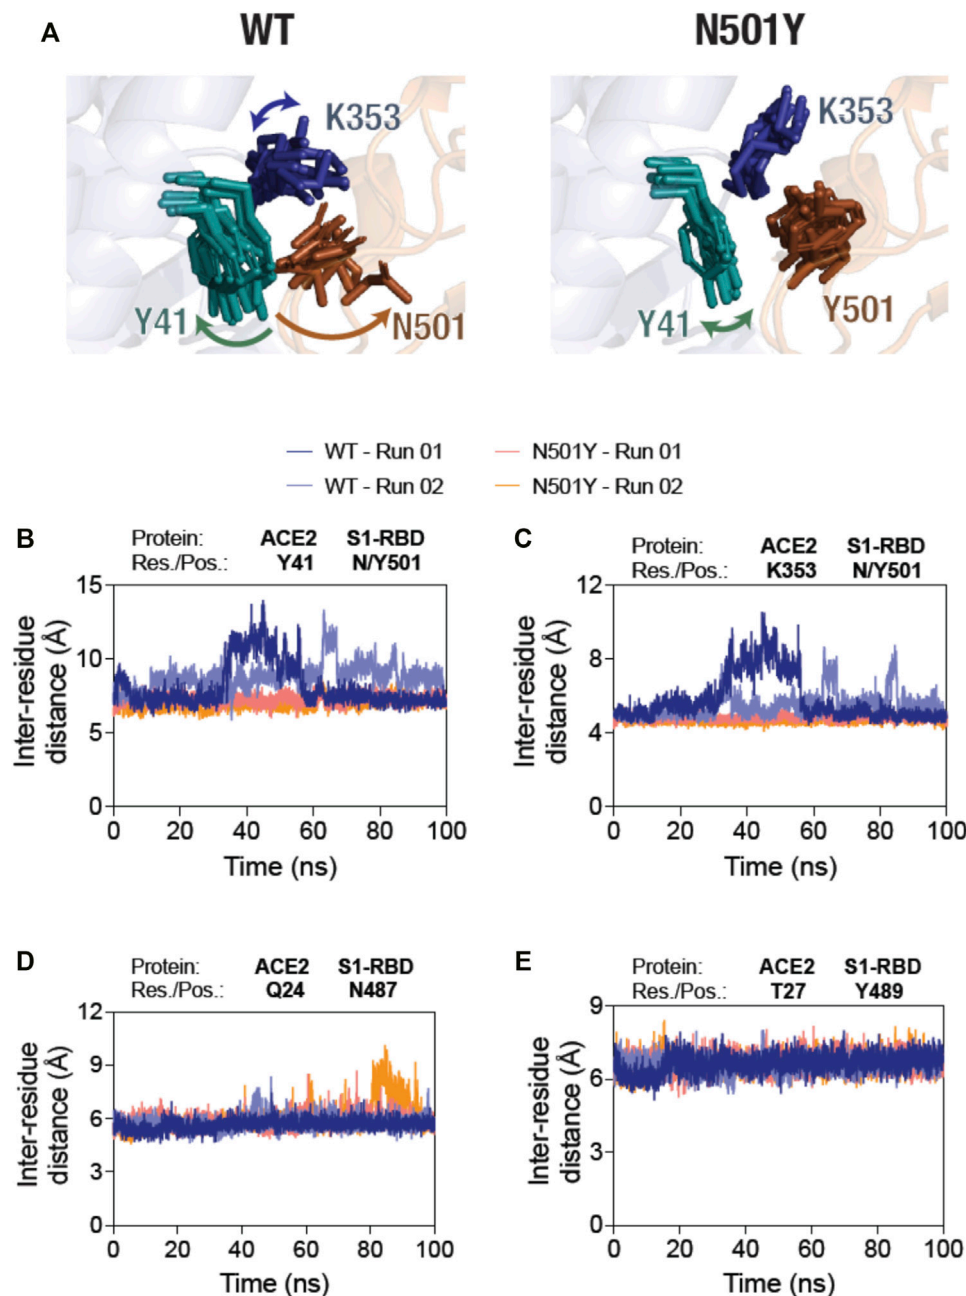 A
WT
N501Y
K353
Y41
N501
K353
Y41
Y501
WT - Run 01
N501Y - Run 01
WT - Run 02
N501Y - Run 02
B
Protein: ACE2 S1-RBD
Res./Pos.: Y41 N/Y501
15
10
5
0
Inter-residue
distance (Å)
0 20 40 60 80 100
Time (ns)
C
Protein: ACE2 S1-RBD
Res./Pos.: K353 N/Y501
12
8
4
0
Inter-residue
distance (Å)
0 20 40 60 80 100
Time (ns)
D
Protein: ACE2 S1-RBD
Res./Pos.: Q24 N487
12
9
6
3
0
Inter-residue
distance (Å)
0 20 40 60 80 100
Time (ns)
E
Protein: ACE2 S1-RBD
Res./Pos.: T27 Y489
9
6
3
0
Inter-residue
distance (Å)
0 20 40 60 80 100
Time (ns)